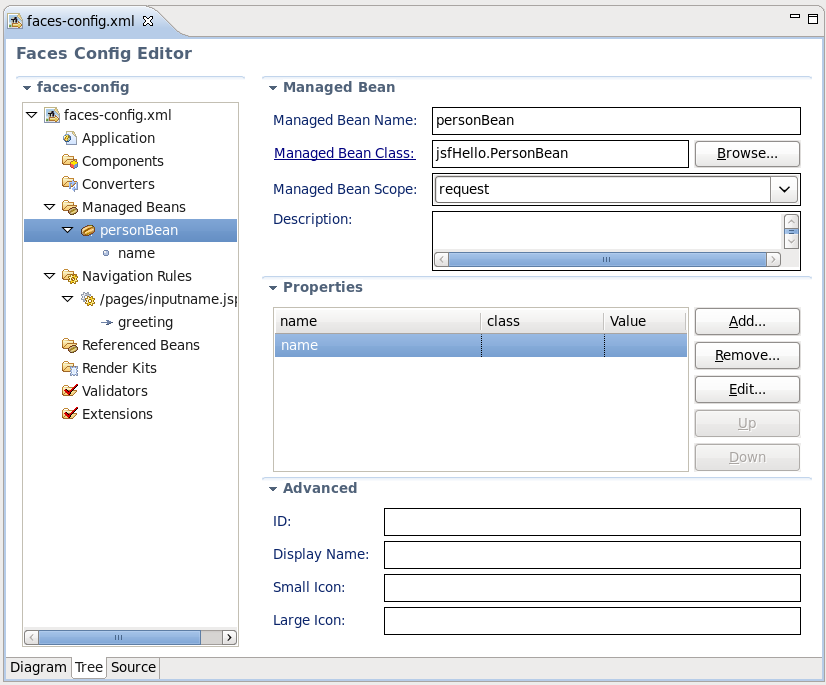 faces-config.xml
Faces Config Editor
faces-config
faces-config.xml
Application
Components
Converters
Managed Beans
personBean
name
Navigation Rules
/pages/inputname.jsp
greeting
Referenced Beans
Render Kits
Validators
Extensions
Managed Bean
Managed Bean Name: personBean
Managed Bean Class: jsfHello.PersonBean Browse...
Managed Bean Scope: request
Description:
Properties
name class Value
name
Add...
Remove...
Edit...
Up
Down
Advanced
ID:
Display Name:
Small Icon:
Large Icon:
Diagram Tree Source